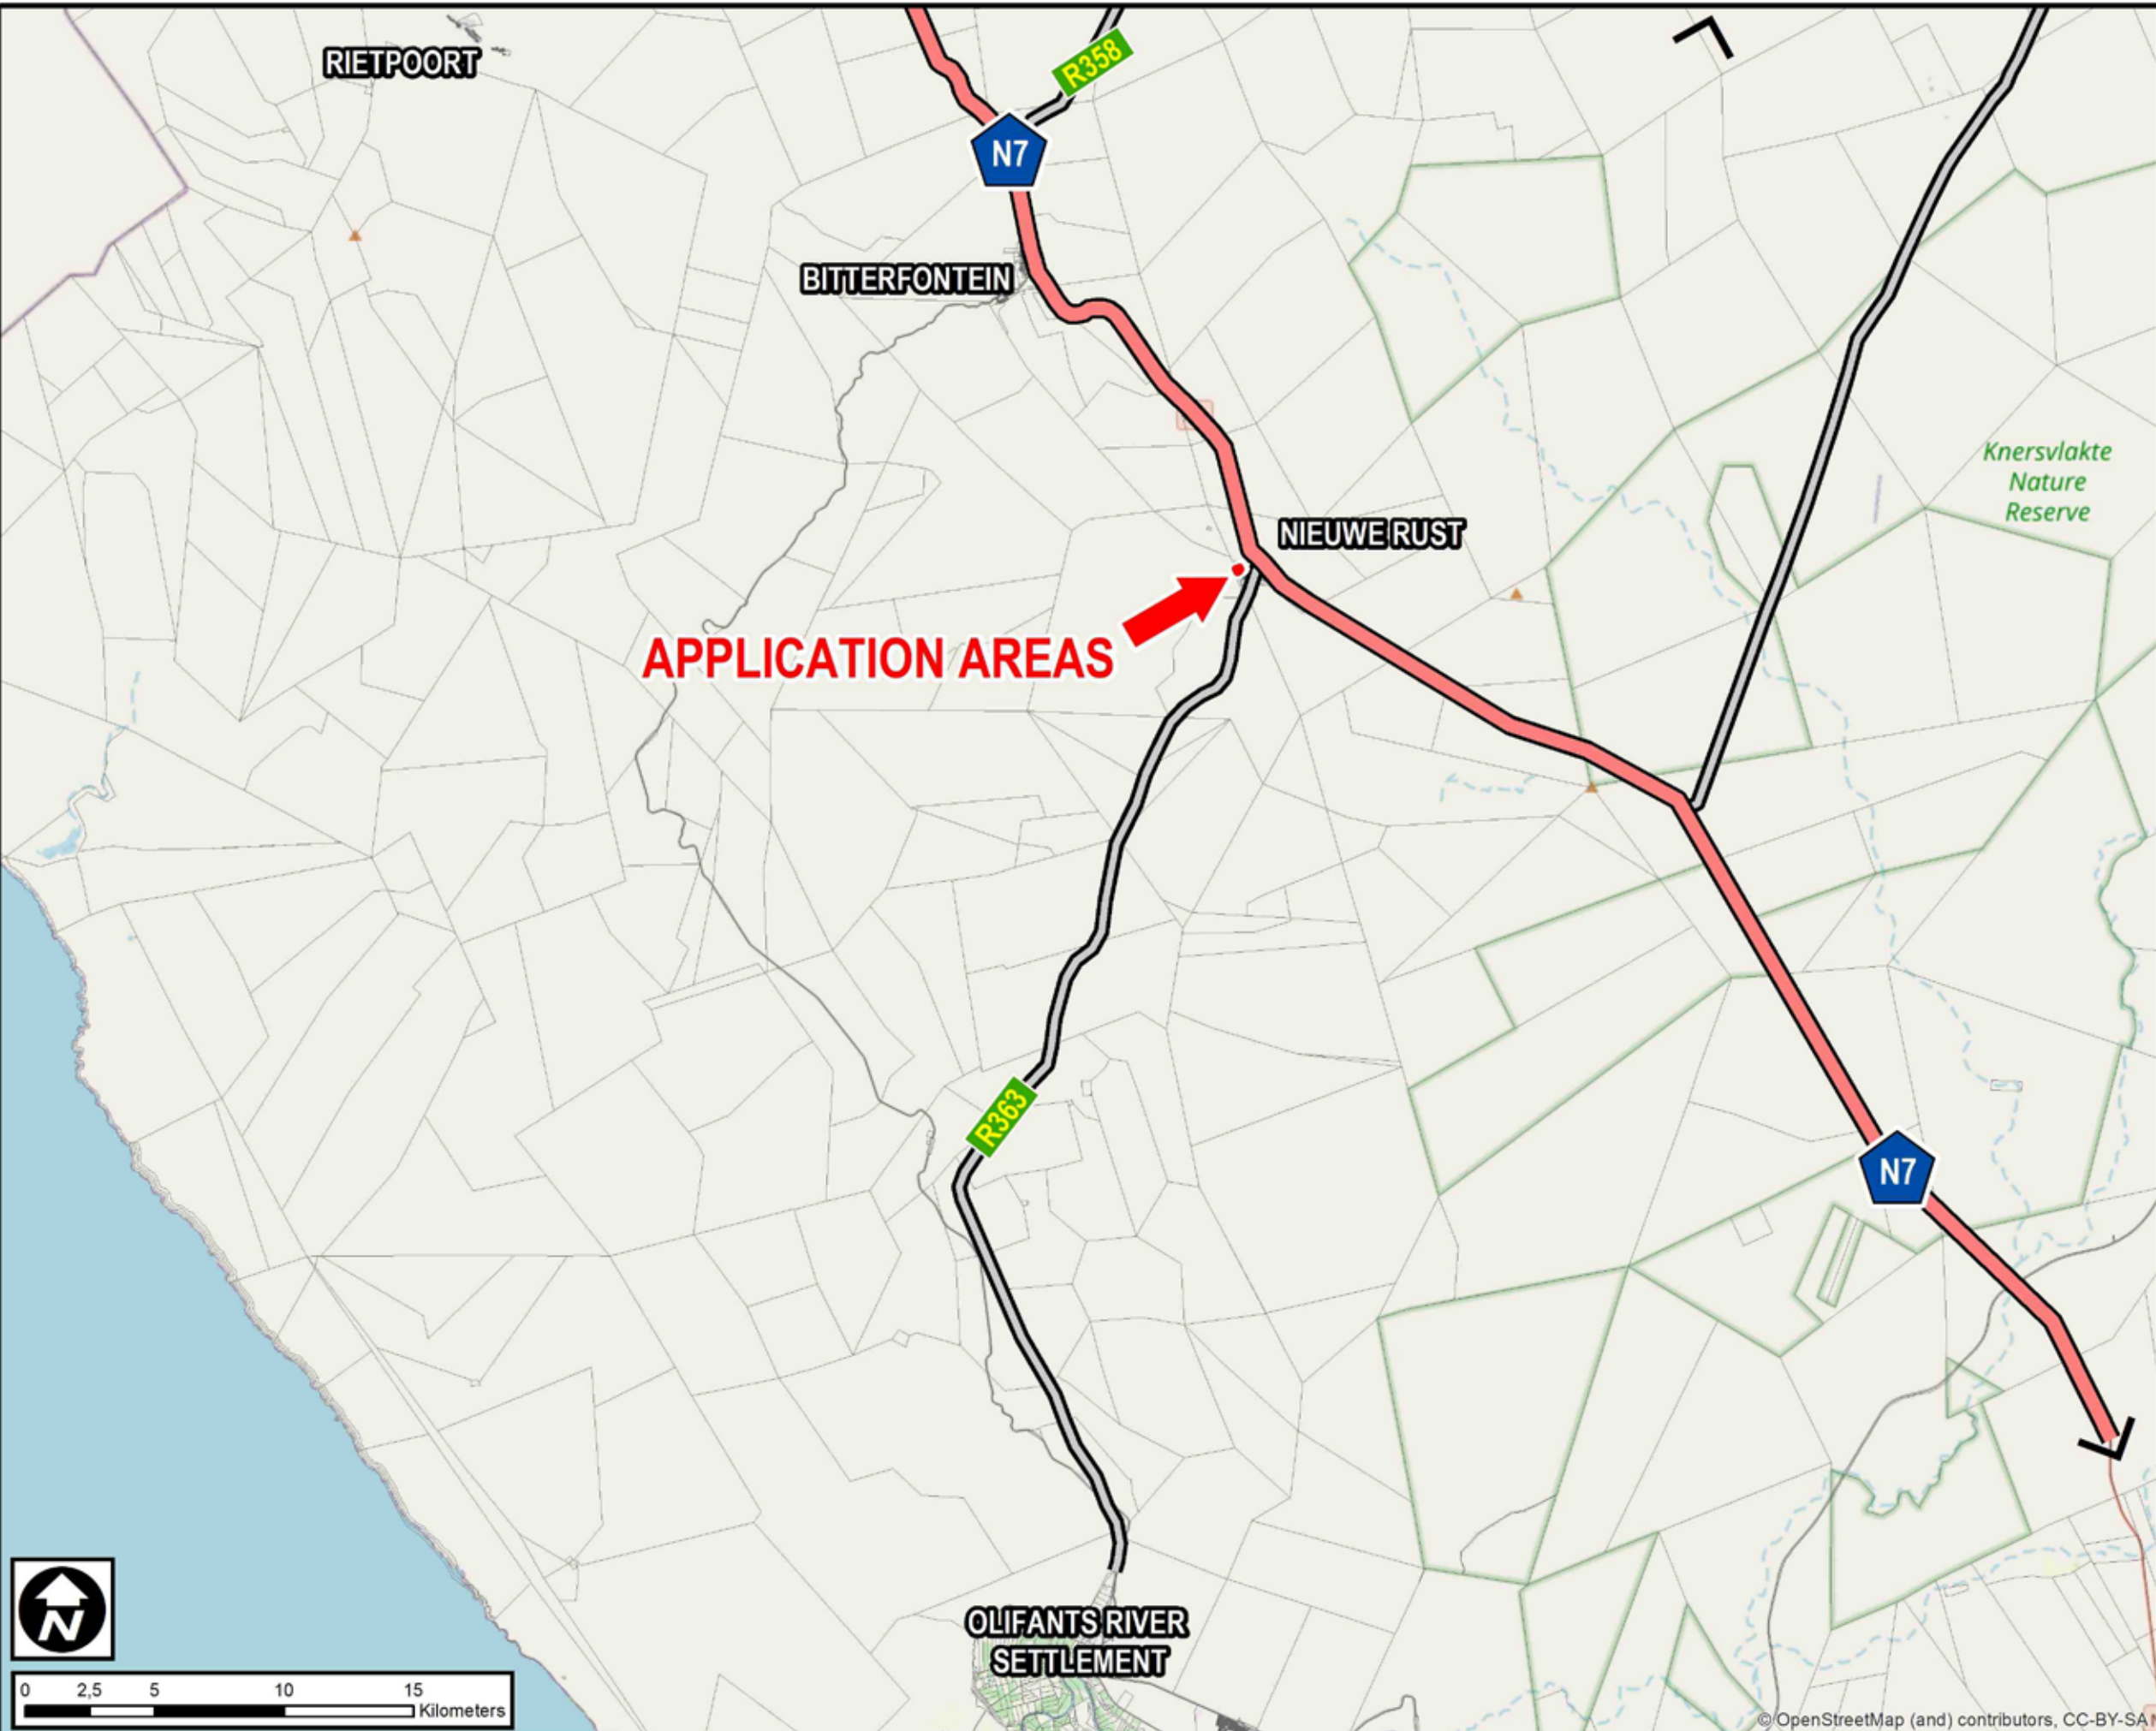 RIETPOORT
R358
N7
BITTERFONTEIN
Knersvlakte
Nature
Reserve
NIEUWE RUST
APPLICATION AREAS
R363
N7
OLIFANTS RIVER
SETTLEMENT
N
0 2,5 5 10 15
Kilometers
© OpenStreetMap (and) contributors, CC-BY-SA